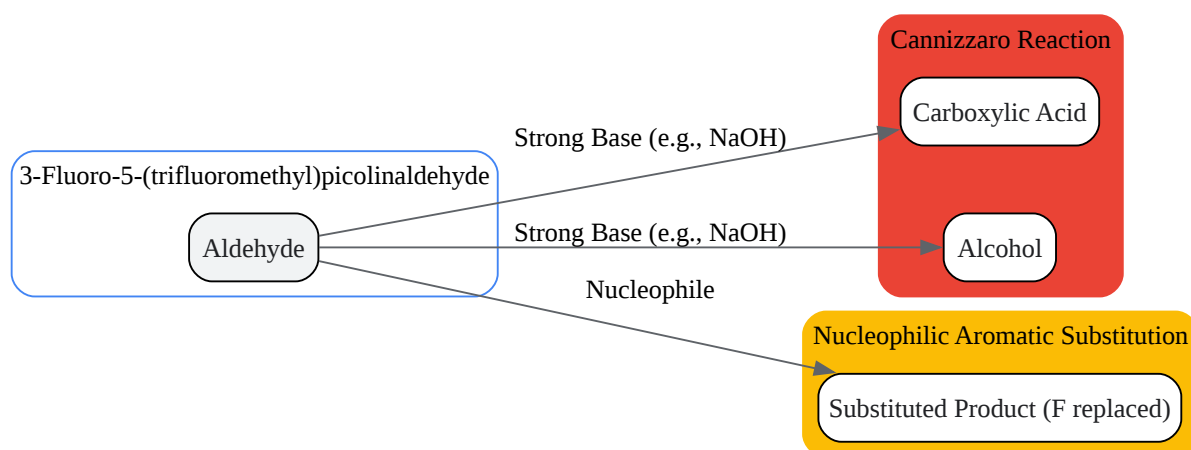 Cannizzaro Reaction
Carboxylic Acid
Strong Base (e.g., NaOH)
3-Fluoro-5-(trifluoromethyl)picolinaldehyde
Aldehyde
Strong Base (e.g., NaOH)
Alcohol
Nucleophile
Nucleophilic Aromatic Substitution
Substituted Product (F replaced)